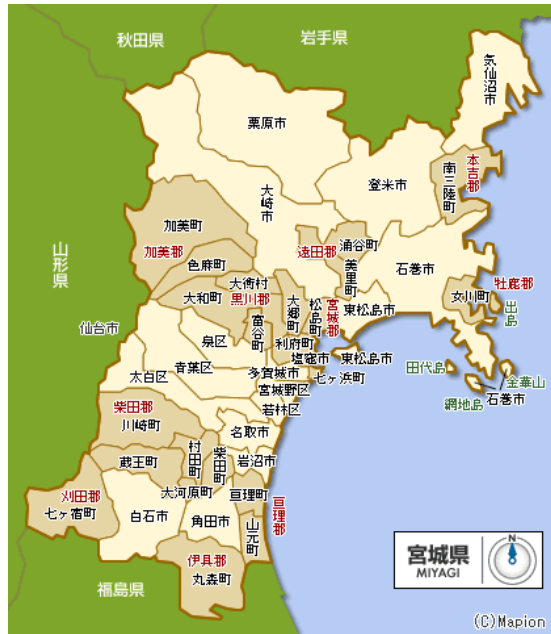 秋田県
岩手県
気仙沼市
栗原市
本吉郡
南三陸町
登米市
大崎市
加美町
加美郡
遠田郡
涌谷町
色麻町
美里町
石巻市
山形県
大衡村
大和町
黒川郡
大郷町
松島町
宮城郡
東松島市
女川町
牡鹿郡
出島
仙台市
富谷町
泉区
利府町
塩竈市
東松島市
田代島
青葉区
多賀城市
七ヶ浜町
太白区
宮城野区
金華山
網地島
石巻市
若林区
柴田郡
川崎町
名取市
蔵王町
村田町
柴田町
岩沼市
刈田郡
七ヶ宿町
大河原町
亘理町
亘理郡
白石市
角田市
山元町
伊具郡
丸森町
福島県
宮城県
MIYAGI
N
(C)Mapion